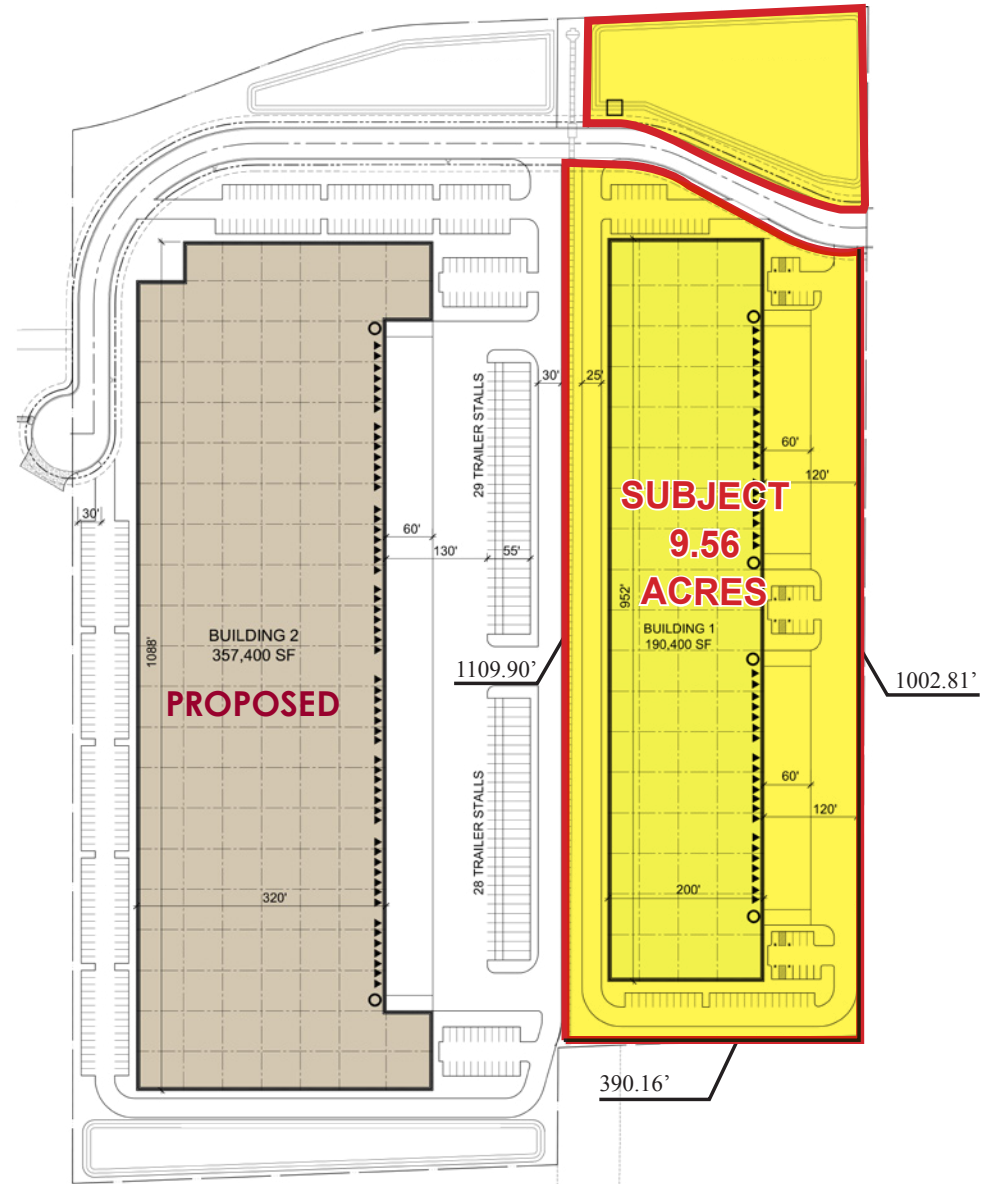 29 TRAILER STALLS
30'
25'
60'
120'
SUBJECT
9.56
ACRES
30'
60'
130'
55'
952'
BUILDING 1
190,400 SF
BUILDING 2
357,400 SF
1088'
PROPOSED
1109.90’
1002.81’
28 TRAILER STALLS
60'
120'
320'
200'
390.16’